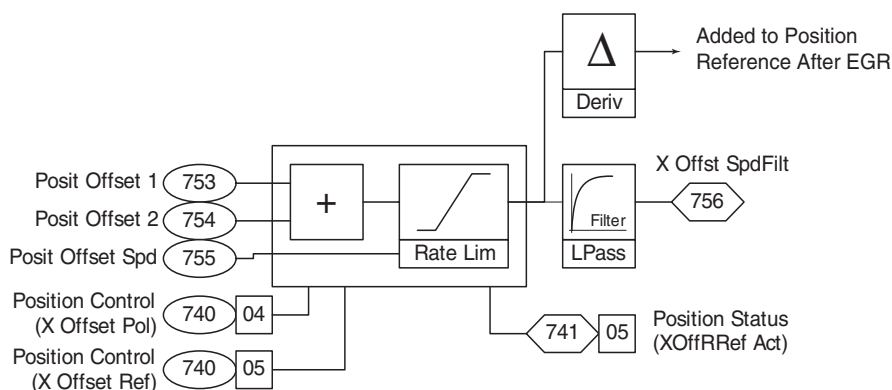 Δ
Deriv
Added to Position
Reference After EGR
Posit Offset 1
753
Posit Offset 2
754
Posit Offset Spd
755
+
Rate Lim
Filter
LPass
X Offst SpdFilt
756
Position Control
(X Offset Pol)
740
04
Position Control
(X Offset Ref)
740
05
741
05
Position Status
(XOffRRef Act)